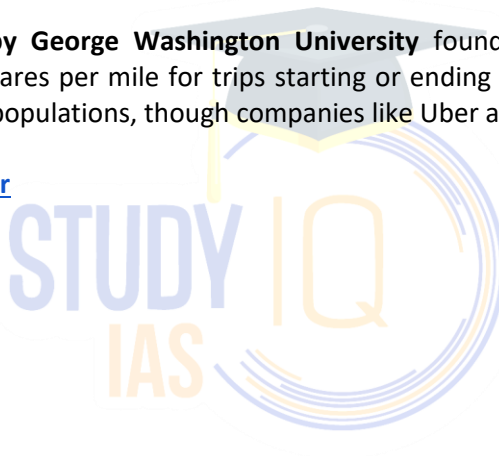 by George Washington University found
ares per mile for trips starting or ending
populations, though companies like Uber a
r
STUDY IQ
IAS